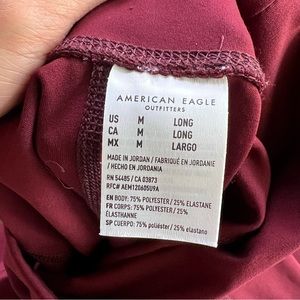 AMERICAN EAGLE
OUTFITTERS
US M LONG
CA M LONG
MX M LARGO
MADE IN JORDAN / FABRIQUÉ EN JORDANIE
/ HECHO EN JORDANIA
RN 54485 / CA 03873
RFC# AEM120605U9A
EN BODY: 75% POLYESTER / 25% ELASTANE
FR CORPS: 75% POLYESTER / 25%
ÉLASTHANNE
SP CUERPO: 75% poliéster / 25% elastano